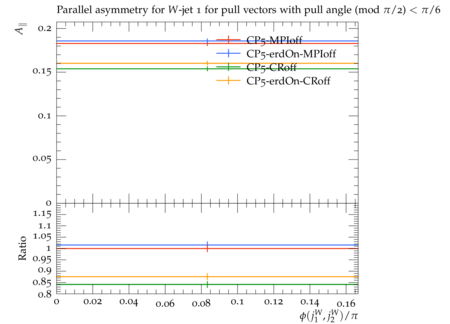 Parallel asymmetry for W-jet 1 for pull vectors with pull angle (mod π/2) < π/6
A∥
0.2
0.15
0.1
0.05
0
CP5-MPIoff
CP5-erdOn-MPIoff
CP5-CRoff
CP5-erdOn-CRoff
Ratio
1.15
1.1
1.05
1
0.95
0.9
0.85
0.8
0 0.02 0.04 0.06 0.08 0.1 0.12 0.14 0.16
ϕ(j₁ᵂ, j₂ᵂ)/π